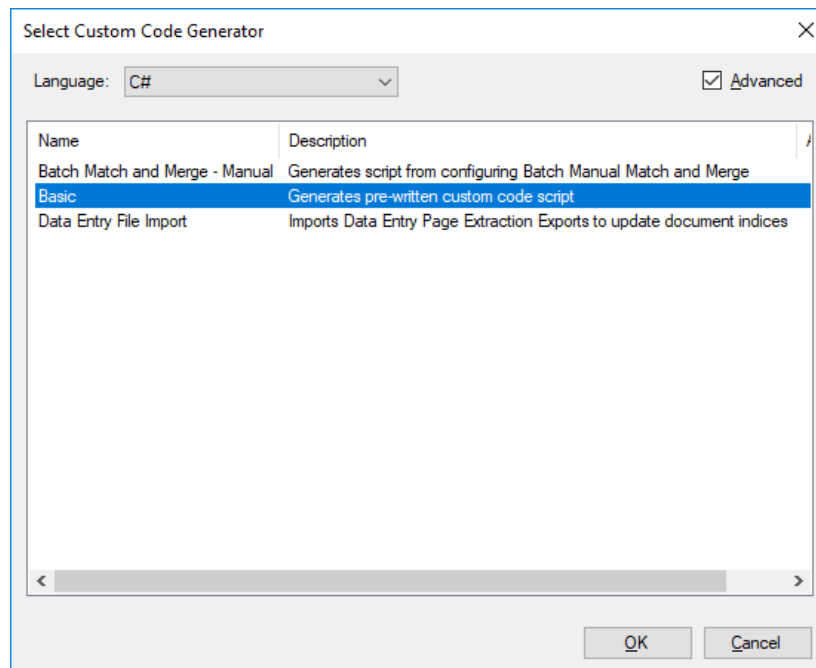 Select Custom Code Generator
Language: C# Advanced
Name Description
Batch Match and Merge - Manual Generates script from configuring Batch Manual Match and Merge
Basic Generates pre-written custom code script
Data Entry File Import Imports Data Entry Page Extraction Exports to update document indices
OK Cancel